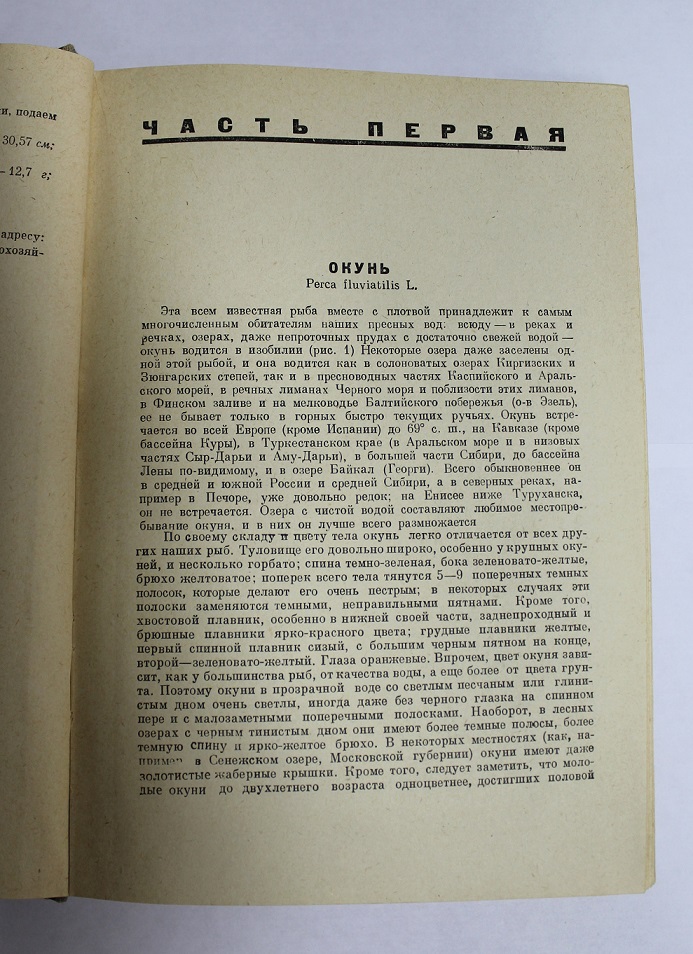 и, подаем
30,57 см;
— 12,7 г;
адресу:
охозяй-
ЧАСТЬ ПЕРВАЯ
ОКУНЬ
Perca fluviatilis L.
Эта всем известная рыба вместе с плотвой принадлежит к самым
многочисленным обитателям наших пресных вод: всюду — в реках и
речках, озерах, даже непроточных прудах с достаточно свежей водой —
окунь водится в изобилии (рис. 1) Некоторые озера даже заселены од-
ной этой рыбой, и она водится как в солоноватых озерах Киргизских и
Зюнгарских степей, так и в пресноводных частях Каспийского и Араль-
ского морей, в речных лиманах Черного моря и поблизости этих лиманов,
в Финском заливе и на мелководье Балтийского побережья (о-в Эзель),
ее не бывает только в горных быстро текущих ручьях. Окунь встре-
чается во всей Европе (кроме Испании) до 69° с. ш., на Кавказе (кроме
бассейна Куры), в Туркестанском крае (в Аральском море и в низовых
частях Сыр-Дарьи и Аму-Дарьи), в большей части Сибири, до бассейна
Лены по-видимому, и в озере Байкал (Георги). Всего обыкновеннее он
в средней и южной России и средней Сибири, а в северных реках, на-
пример в Печоре, уже довольно редок; на Енисее ниже Туруханска,
он не встречается. Озера с чистой водой составляют любимое местопре-
бывание окуня, и в них он лучше всего размножается
По своему складу и цвету тела окунь легко отличается от всех дру-
гих наших рыб. Туловище его довольно широко, особенно у крупных оку-
ней, и несколько горбато; спина темно-зеленая, бока зеленовато-желтые,
брюхо желтоватое; поперек всего тела тянутся 5—9 поперечных темных
полосок, которые делают его очень пестрым; в некоторых случаях эти
полоски заменяются темными, неправильными пятнами. Кроме того,
хвостовой плавник, особенно в нижней своей части, заднепроходный и
брюшные плавники ярко-красного цвета; грудные плавники желтые,
первый спинной плавник сизый, с большим черным пятном на конце,
второй—зеленовато-желтый. Глаза оранжевые. Впрочем, цвет окуня зави-
сит, как у большинства рыб, от качества воды, а еще более от цвета грун-
та. Поэтому окуни в прозрачной воде со светлым песчаным или глини-
стым дном очень светлы, иногда даже без черного глазка на спинном
пере и с малозаметными поперечными полосками. Наоборот, в лесных
озерах с черным тинистым дном они имеют более темные полосы, более
темную спину и ярко-желтое брюхо. В некоторых местностях (как, на-
пример в Сенежском озере, Московской губернии) окуни имеют даже
золотистые жаберные крышки. Кроме того, следует заметить, что моло-
дые окуни до двухлетнего возраста одноцветнее, достигших половой